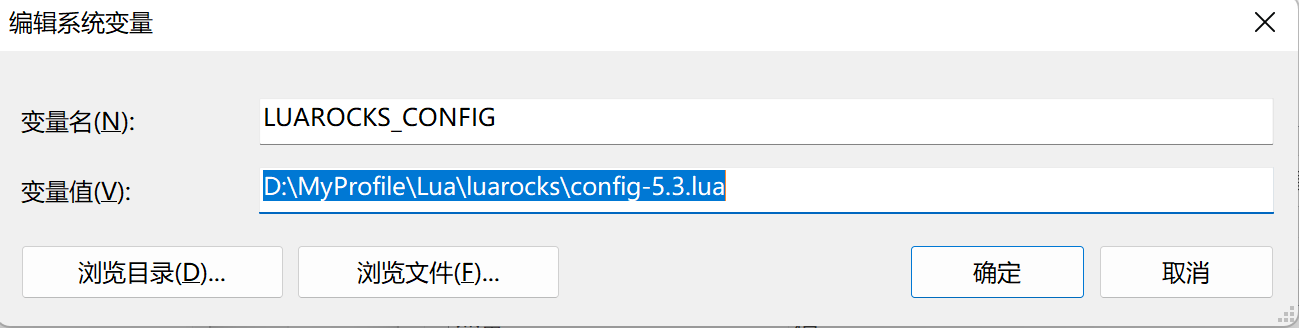 编辑系统变量
变量名(N):
LUAROCKS_CONFIG
变量值(V):
D:\MyProfile\Lua\luarocks\config-5.3.lua
浏览目录(D)...
浏览文件(F)...
确定
取消